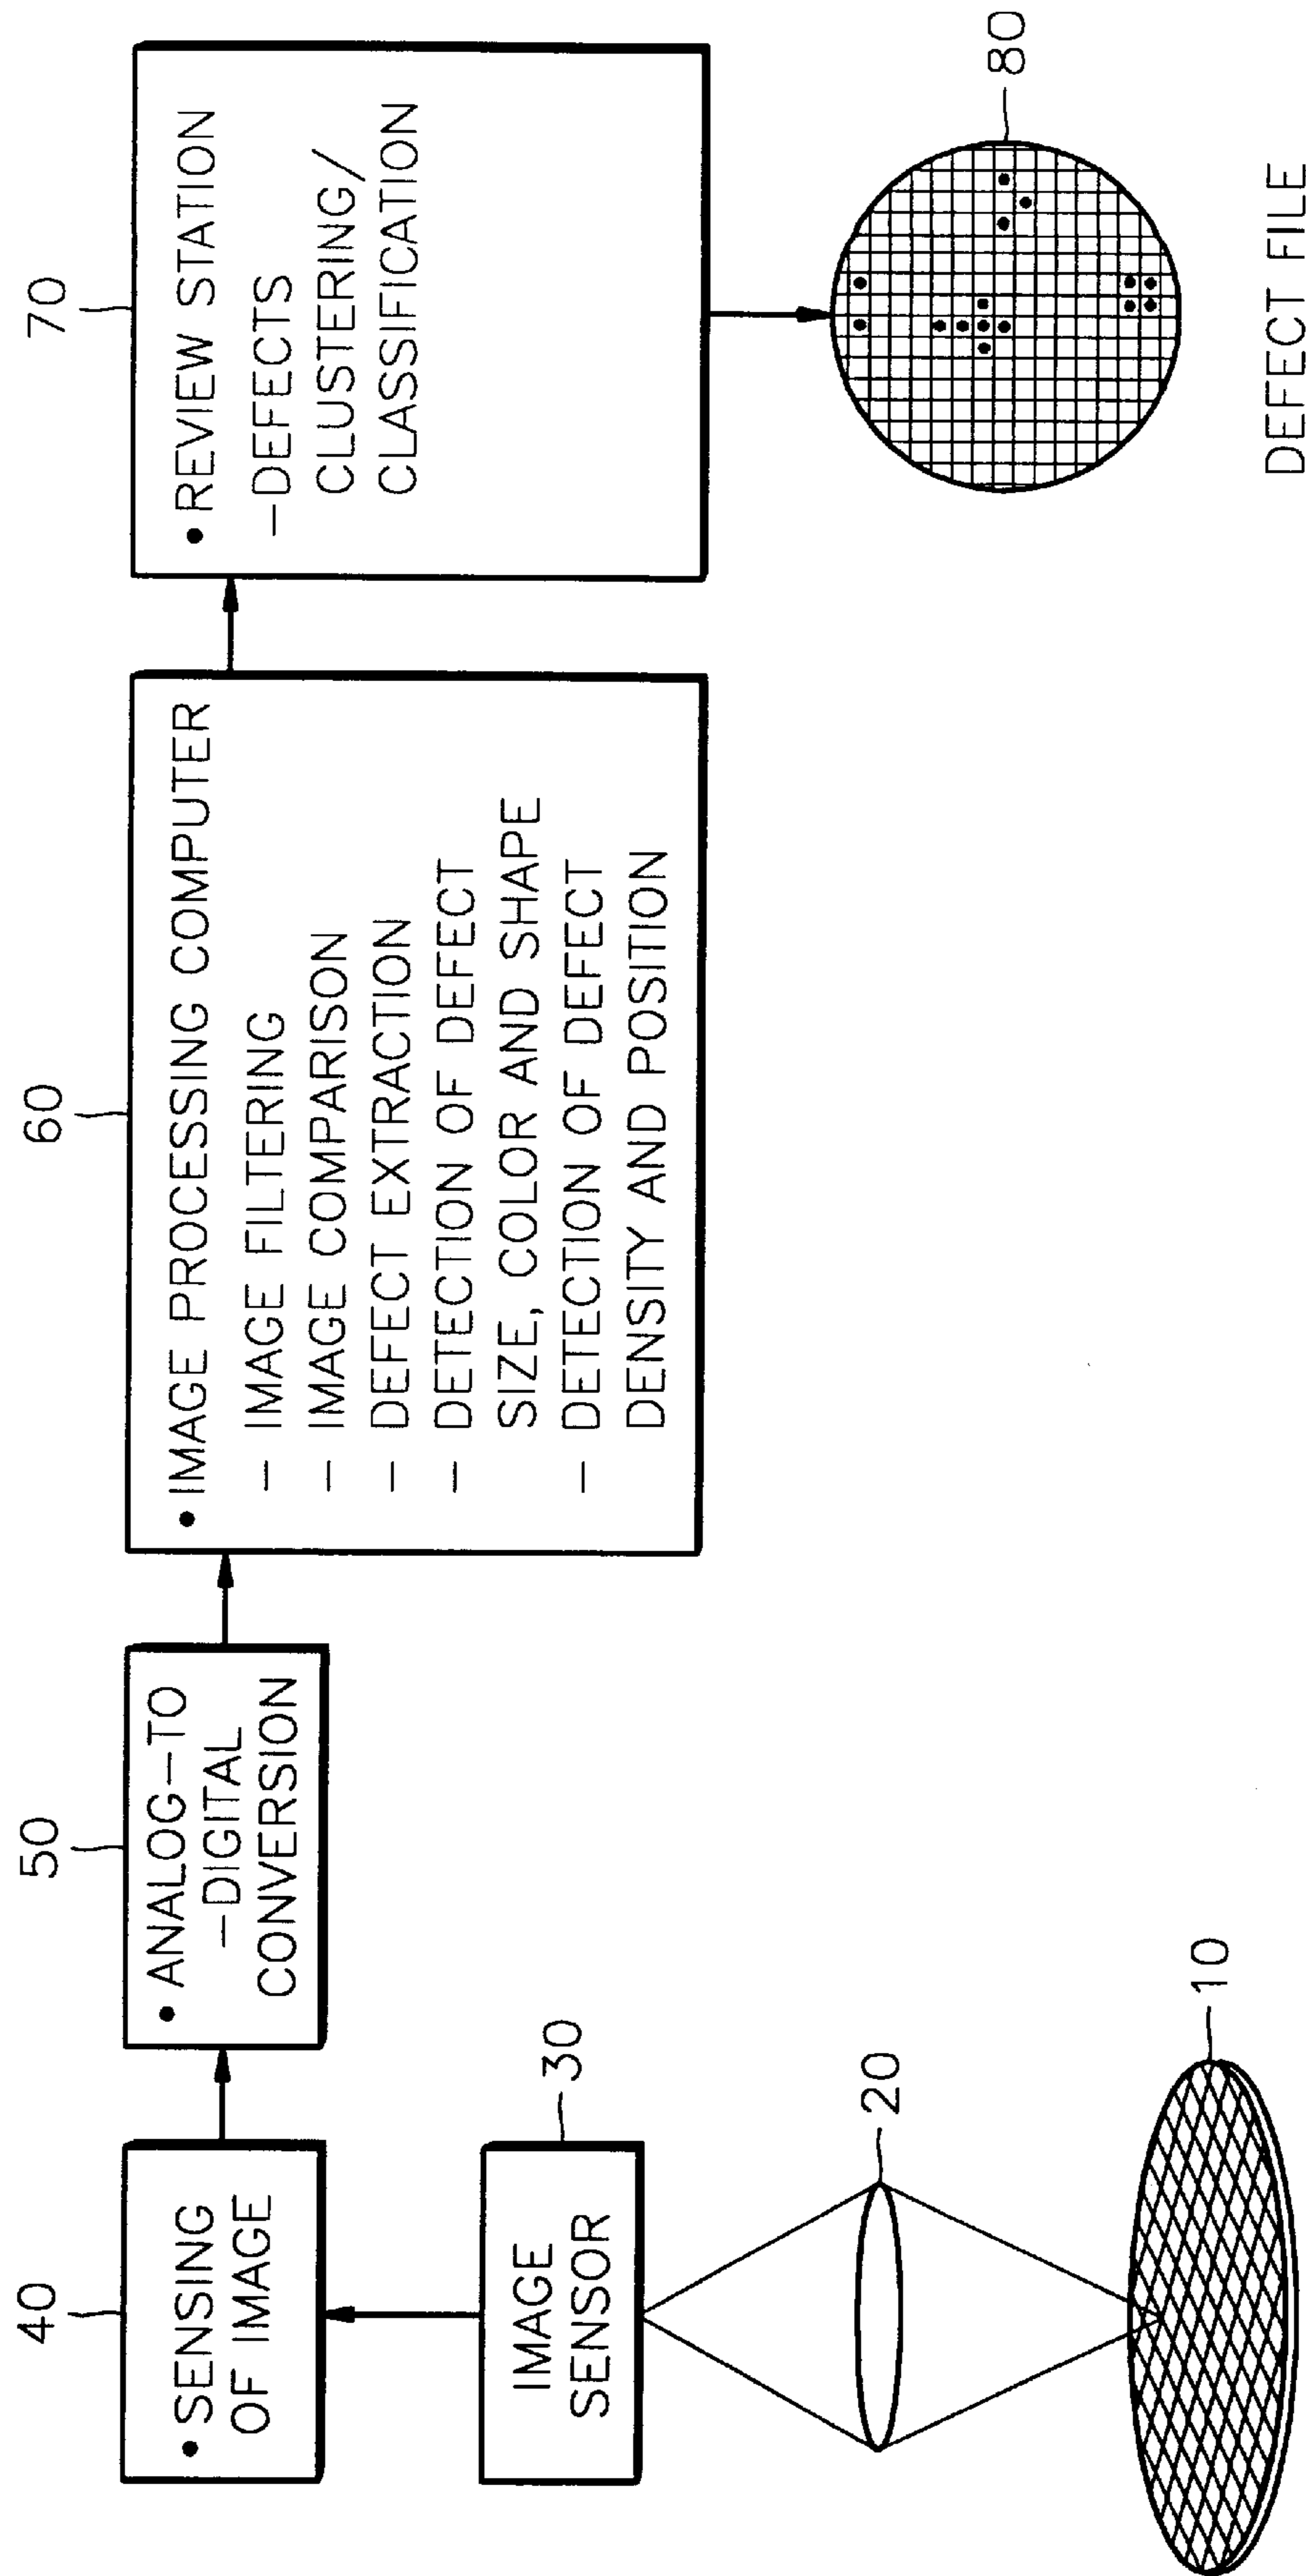 40
• SENSING
OF IMAGE
50
• ANALOG-TO
-DIGITAL
CONVERSION
60
• IMAGE PROCESSING COMPUTER
- IMAGE FILTERING
- IMAGE COMPARISON
- DEFECT EXTRACTION
- DETECTION OF DEFECT
SIZE, COLOR AND SHAPE
- DETECTION OF DEFECT
DENSITY AND POSITION
70
• REVIEW STATION
-DEFECTS
CLUSTERING/
CLASSIFICATION
IMAGE
SENSOR
30
20
10
80
DEFECT FILE